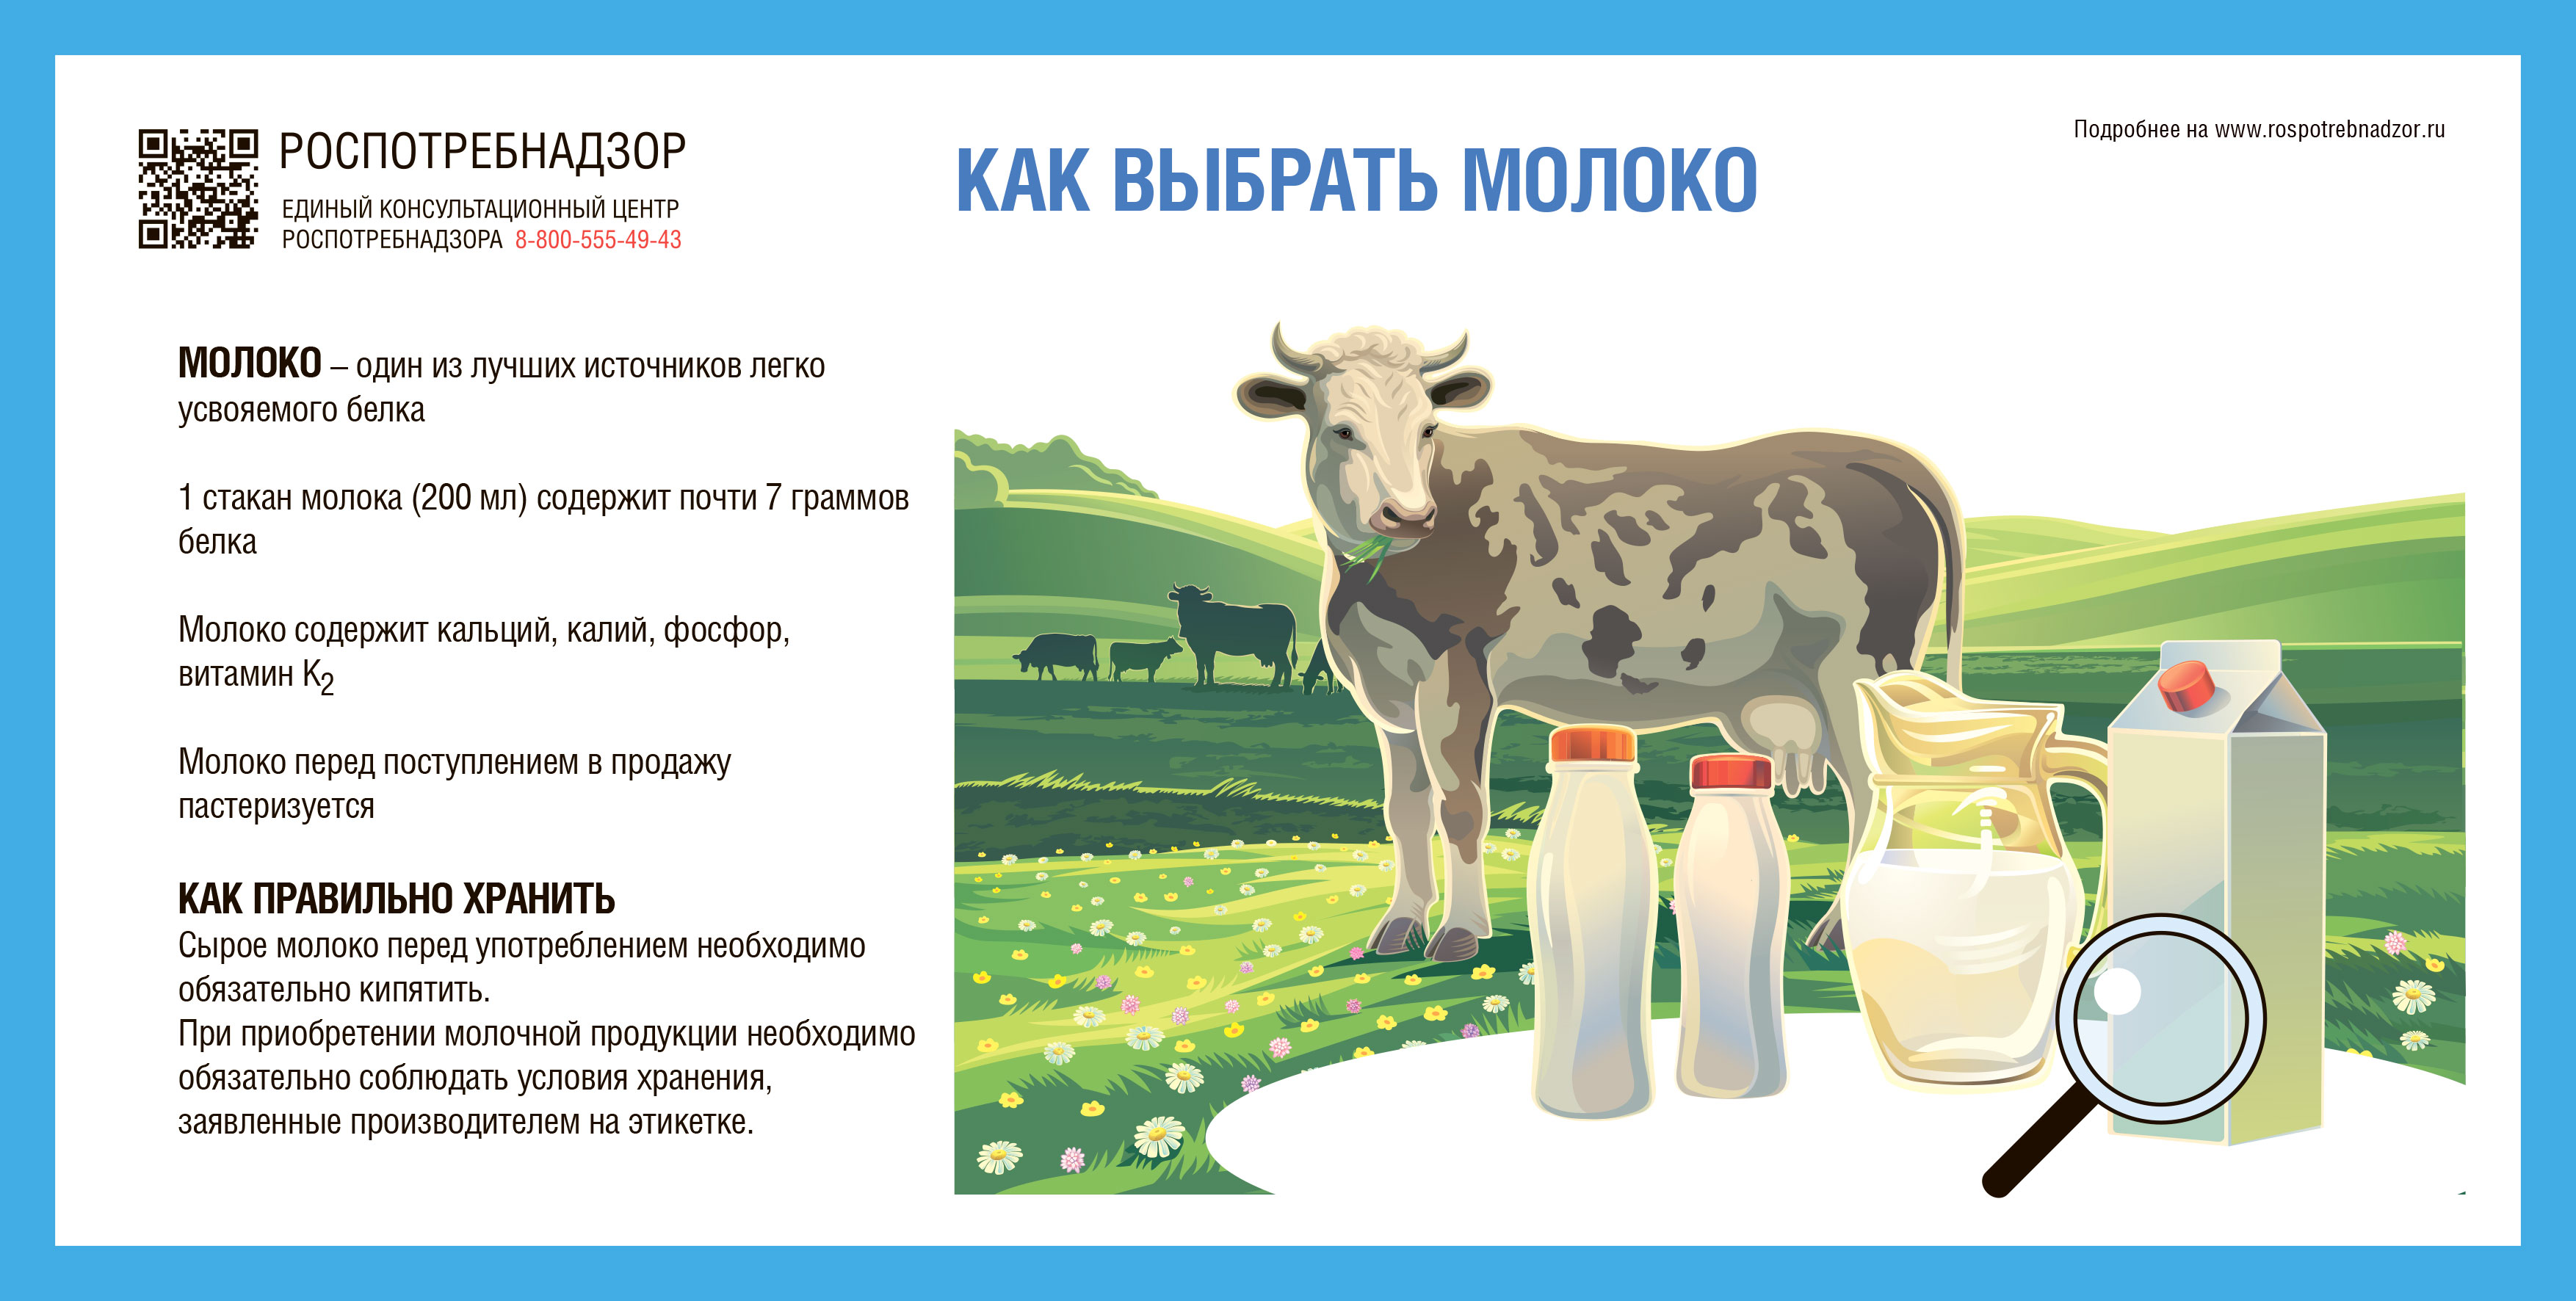 РОСПОТРЕБНАДЗОР
ЕДИНЫЙ КОНСУЛЬТАЦИОННЫЙ ЦЕНТР
РОСПОТРЕБНАДЗОРА 8-800-555-49-43
КАК ВЫБРАТЬ МОЛОКО
Подробнее на www.rospotrebnadzor.ru
МОЛОКО – один из лучших источников легко
усвояемого белка
1 стакан молока (200 мл) содержит почти 7 граммов
белка
Молоко содержит кальций, калий, фосфор,
витамин К2
Молоко перед поступлением в продажу
пастеризуется
КАК ПРАВИЛЬНО ХРАНИТЬ
Сырое молоко перед употреблением необходимо
обязательно кипятить.
При приобретении молочной продукции необходимо
обязательно соблюдать условия хранения,
заявленные производителем на этикетке.